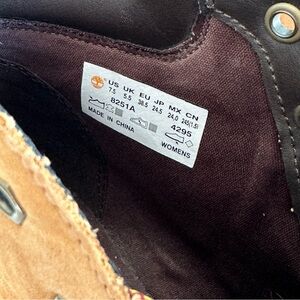 US UK EU JP MX CN
7.5 5.5 38.5 24.5 24.0 245(1.5)
8251A 4295
MADE IN CHINA WOMENS